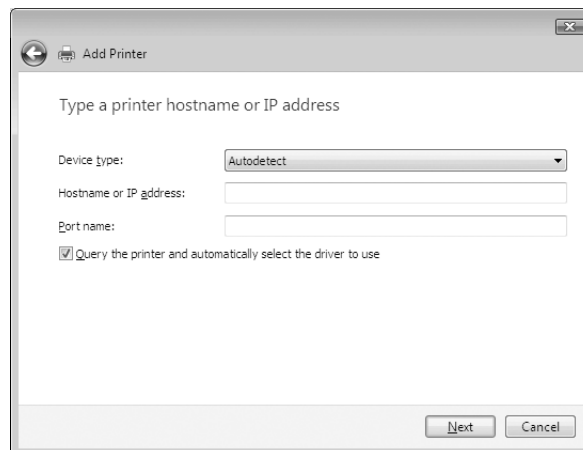 Add Printer
Type a printer hostname or IP address
Device type: Autodetect
Hostname or IP address:
Port name:
Query the printer and automatically select the driver to use
Next Cancel